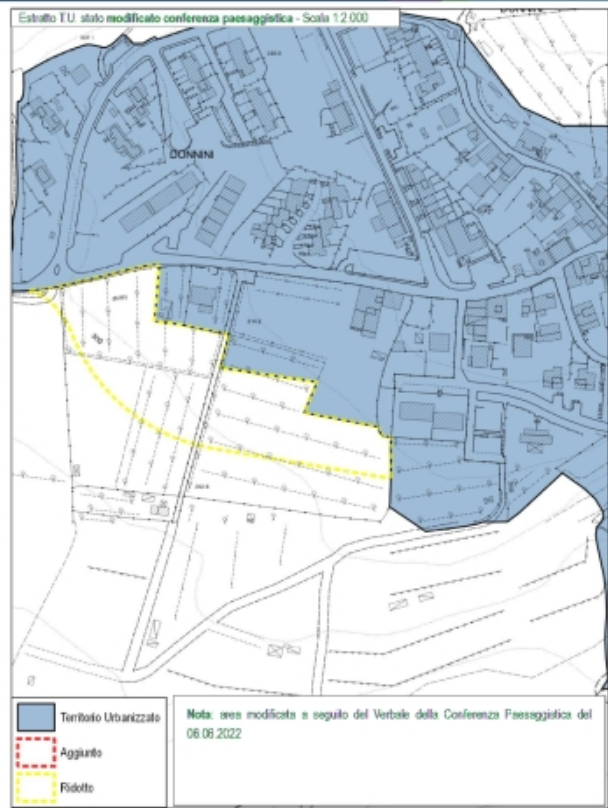 Estratto T.U. stato modificato conferenza paesaggistica - Scala 1:2.000
DONNINI
DONNINI
Territorio Urbanizzato
Aggiunto
Ridotto
Nota: area modificata a seguito del Verbale della Conferenza Paesaggistica del
06.06.2022